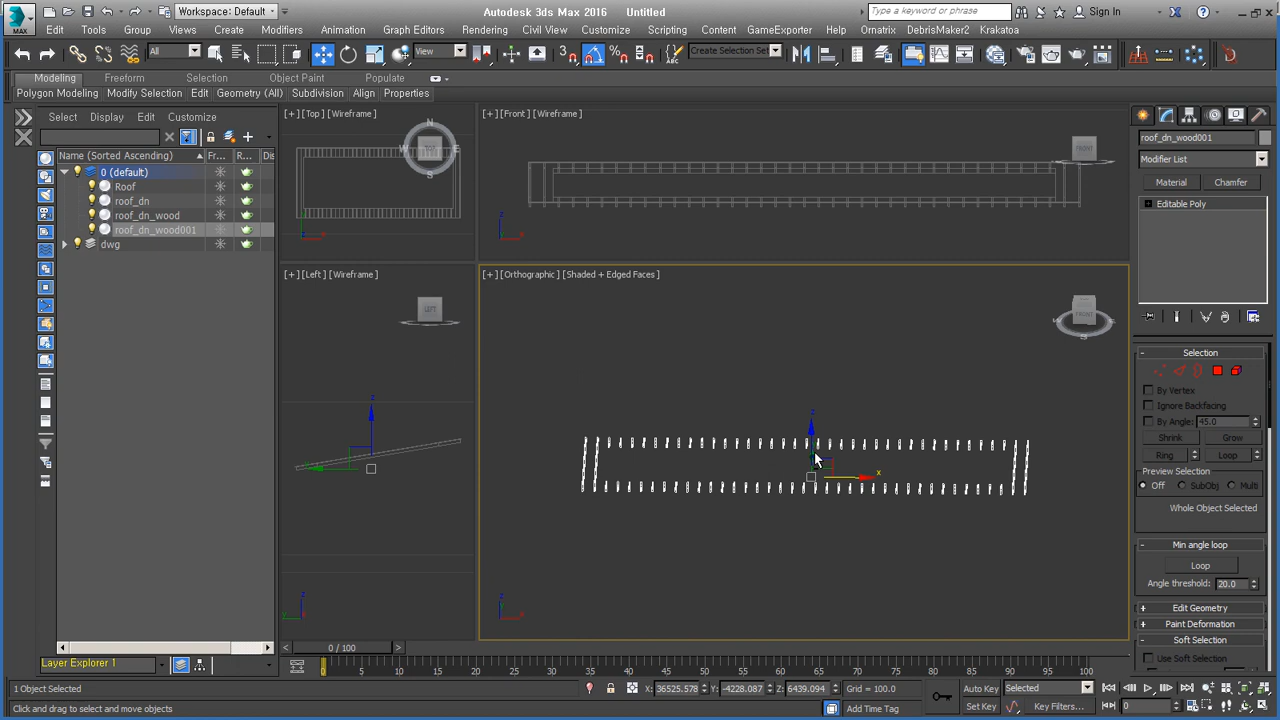 MAX
Workspace: Default
Autodesk 3ds Max 2016 Untitled
Type a keyword or phrase
Sign In
Edit Tools Group Views Create Modifiers Animation Graph Editors Rendering Civil View Customize Scripting Content GameExporter Help Ornatrix DebrisMaker2 Krakatoa
All View Create Selection Set
Modeling Freeform Selection Object Paint Populate
Polygon Modeling Modify Selection Edit Geometry (All) Subdivision Align Properties
Select Display Edit Customize
Name (Sorted Ascending) Fr... R... Dis
0 (default)
Roof
roof_dn
roof_dn_wood
roof_dn_wood001
dwg
[+] [Top] [Wireframe]
N
W TOP E
S
[+] [Front] [Wireframe]
FRONT
[+] [Left] [Wireframe]
LEFT
[+] [Orthographic] [Shaded + Edged Faces]
FRONT
S
z
x
roof_dn_wood001
Modifier List
Material Chamfer
Editable Poly
- Selection
By Vertex
Ignore Backfacing
By Angle: 45.0
Shrink Grow
Ring Loop
Preview Selection
Off SubObj Multi
Whole Object Selected
- Min angle loop
Loop
Angle threshold: 20.0
+ Edit Geometry
+ Paint Deformation
- Soft Selection
Use Soft Selection
< 0 / 100 >
0 5 10 15 20 25 30 35 40 45 50 55 60 65 70 75 80 85 90 95 100
Layer Explorer 1
1 Object Selected X: 36525.578 Y: -4228.087 Z: 6439.094 Grid = 100.0 Auto Key Selected
Click and drag to select and move objects Add Time Tag Set Key Key Filters... 0